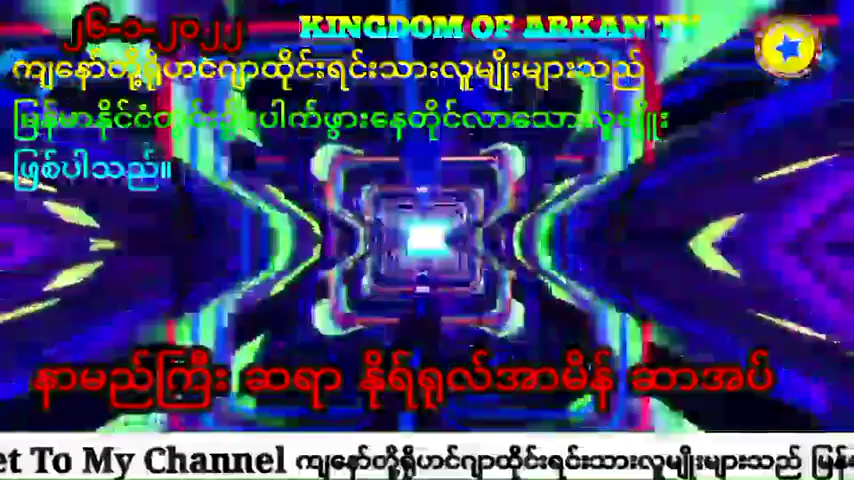 ၂၆-၁-၂၀၂၂ KINGDOM OF ARKAN TV
ကျနော်တို့ရိုဟင်ဂျာထိုင်းရင်းသားလူမျိုးများသည်
မြန်မာနိုင်ငံတွင်း ပေါက်ဖွားနေတိုင်လာသောလူမျိုး
ဖြစ်ပါသည်။
နာမည်ကြီး ဆရာ နိုရ်ရုလ်အာမိန် ဆာအပ်
et To My Channel ကျနော်တို့ရိုဟင်ဂျာထိုင်းရင်းသားလူမျိုးများသည်